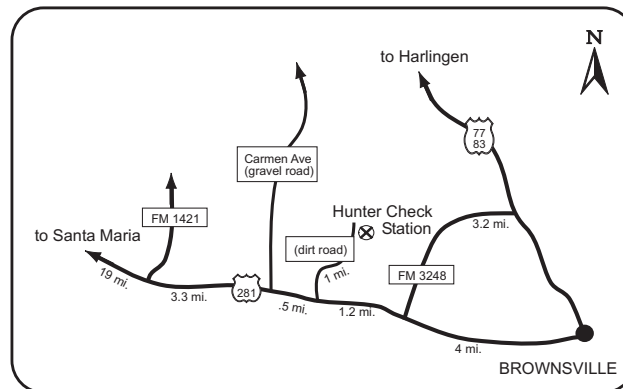 N
to Harlingen
77
83
Carmen Ave
(gravel road)
Hunter Check
Station
FM 1421
3.2 mi.
to Santa Maria
(dirt road)
FM 3248
1 mi.
19 mi.
3.3 mi.
281
.5 mi.
1.2 mi.
4 mi.
BROWNSVILLE